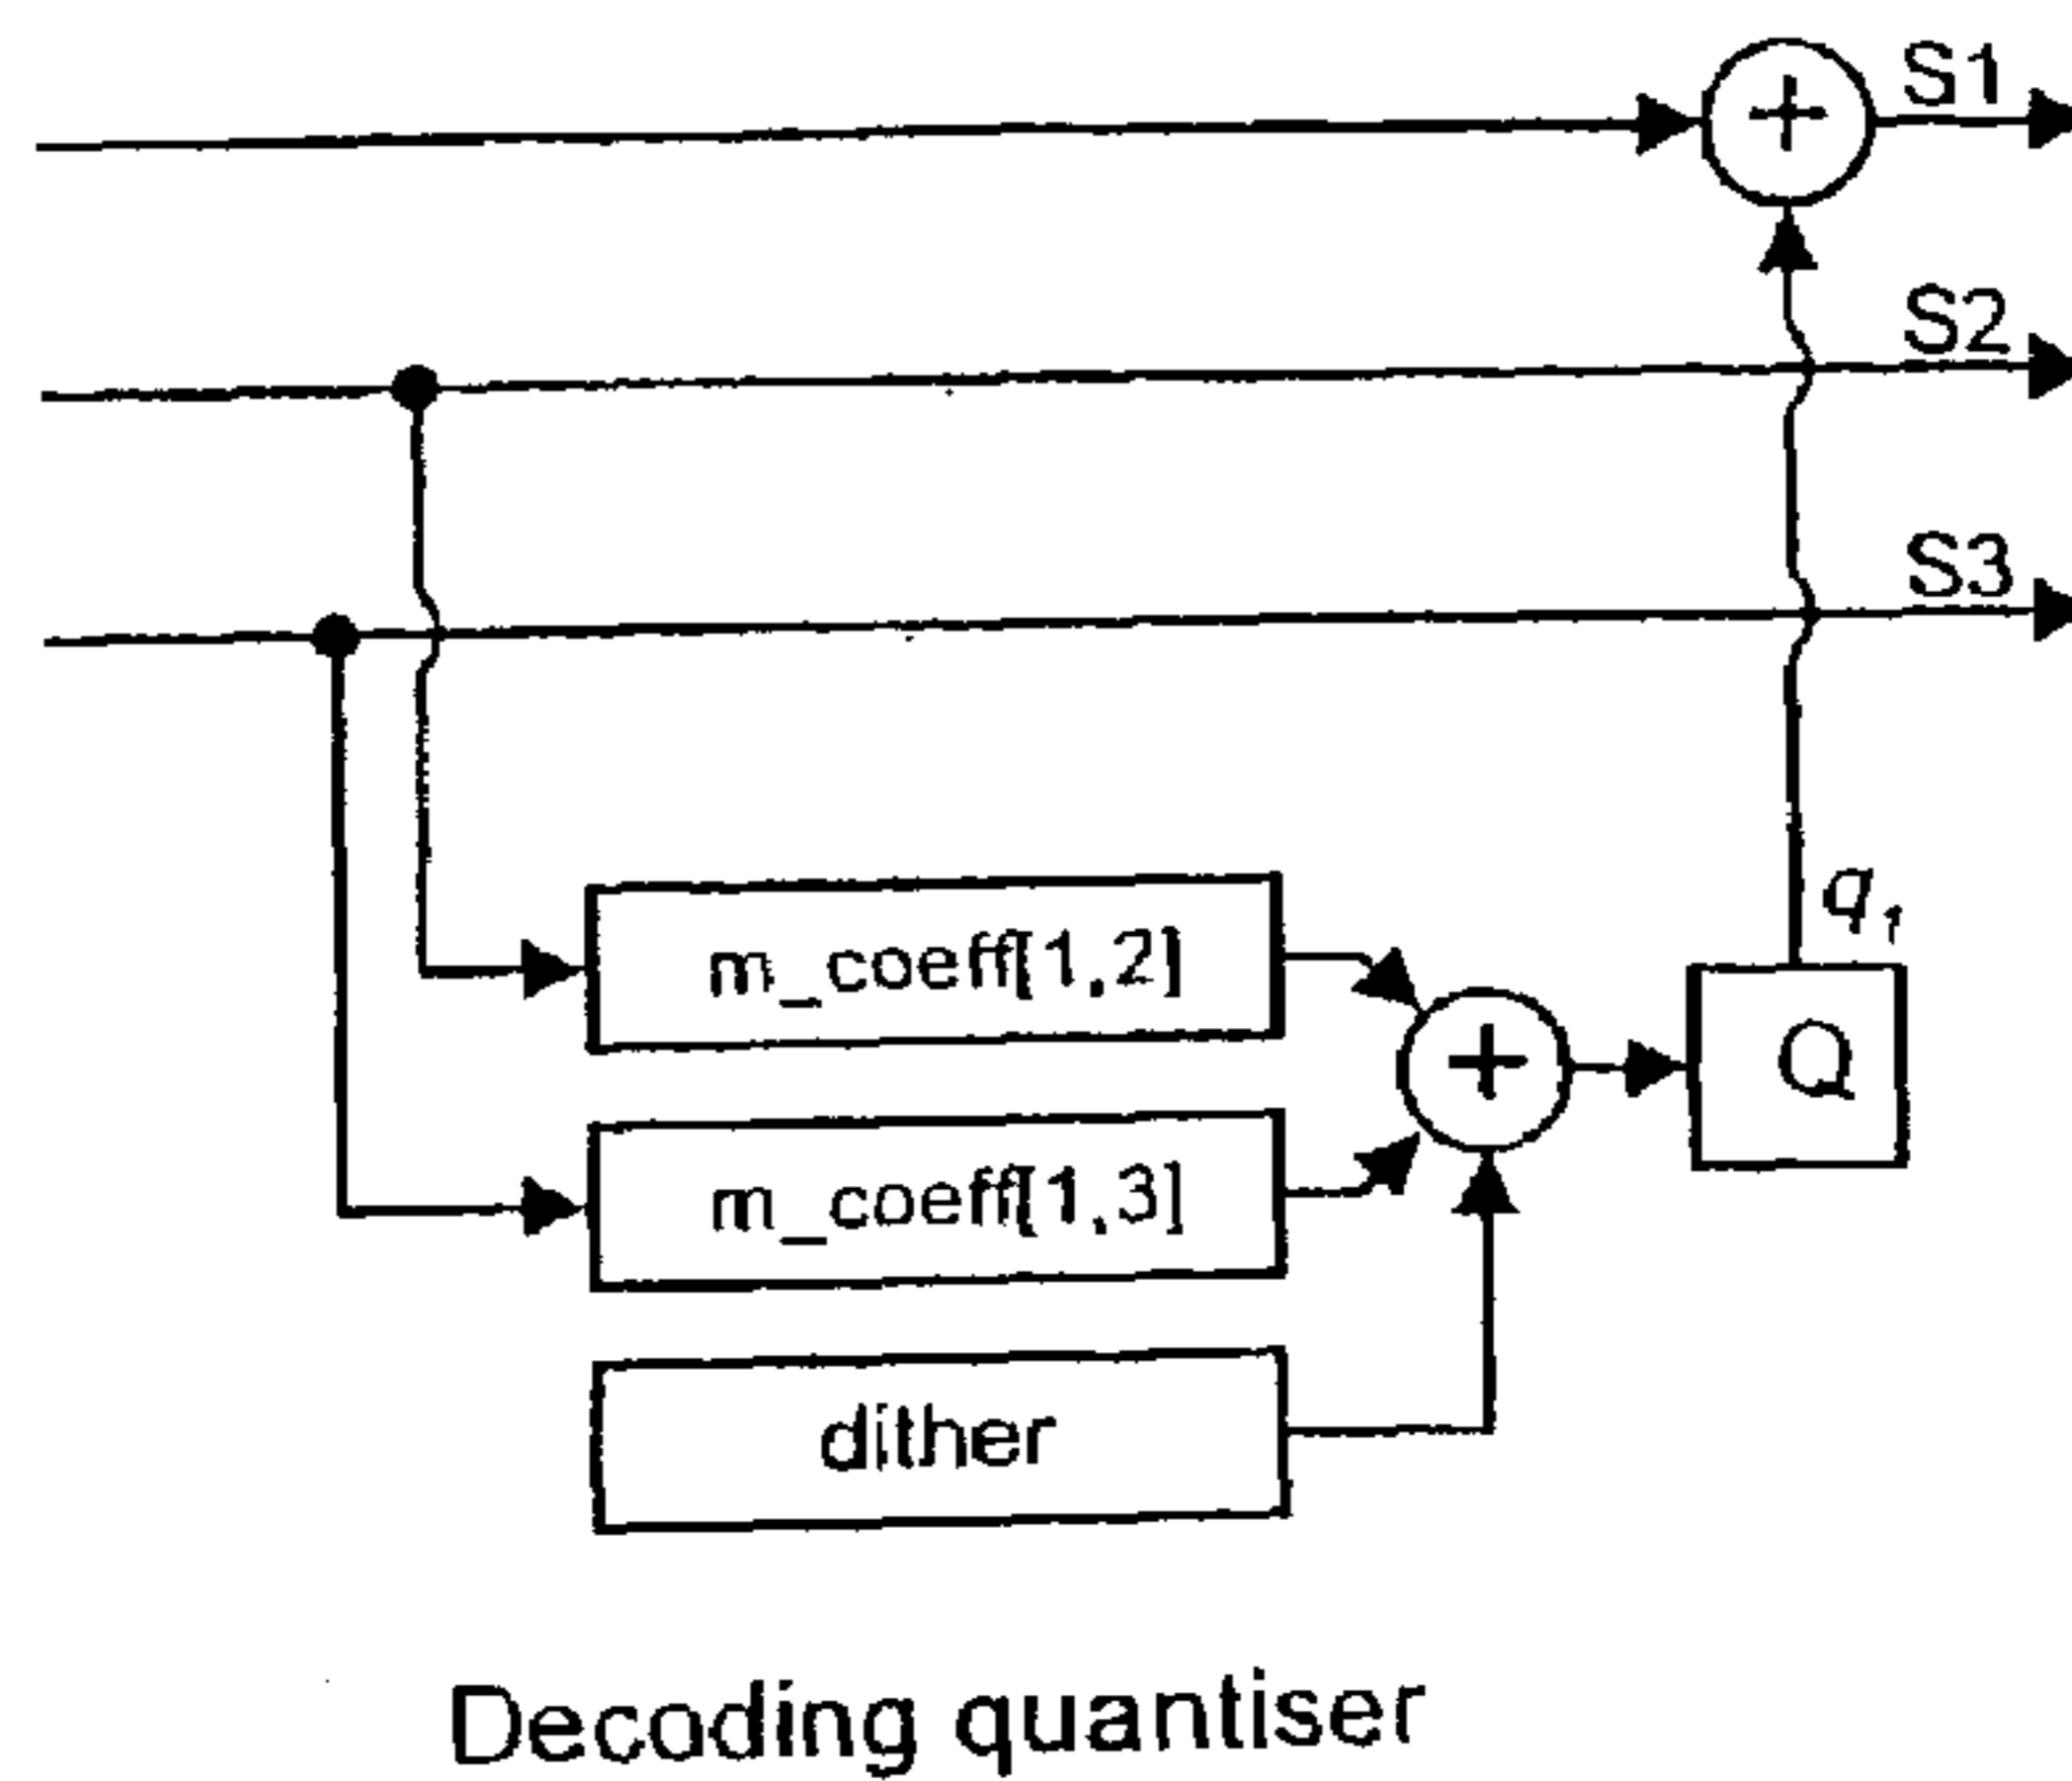 +
S1
S2
S3
q1
m_coeff[1,2]
+
Q
m_coeff[1,3]
dither
Decoding quantiser